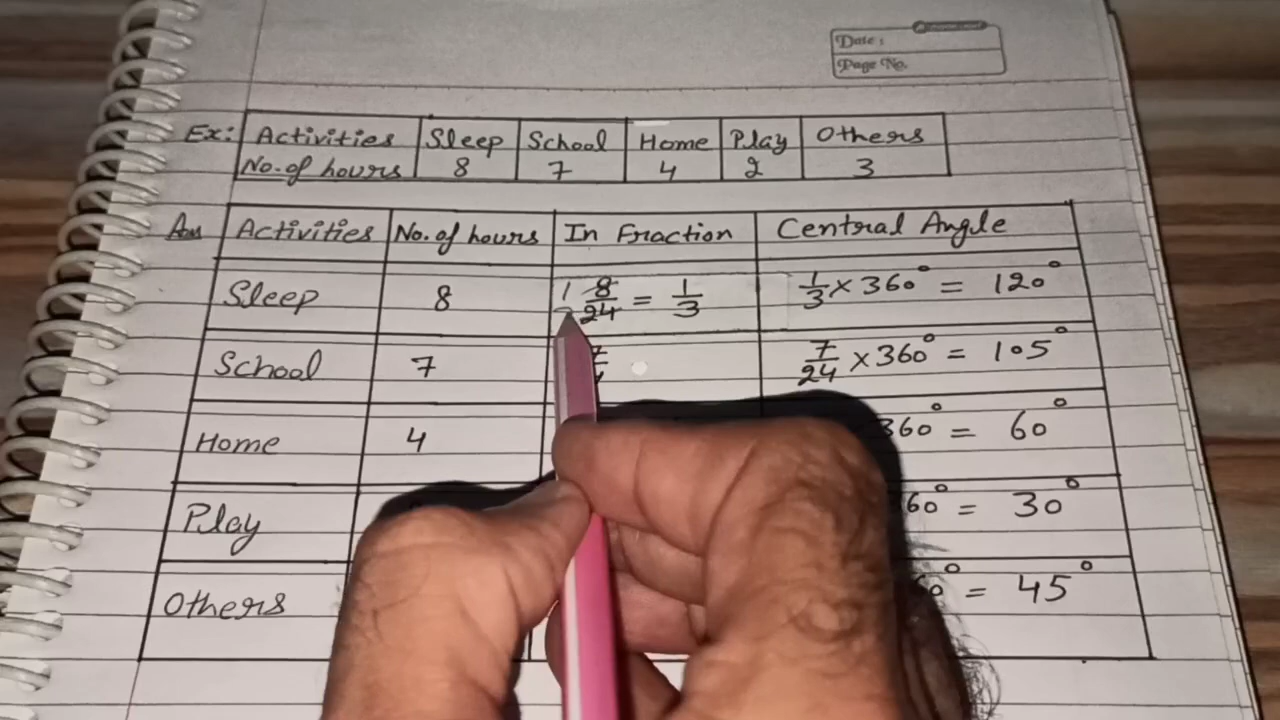 Date :
Page No.
Ex: Activities Sleep School Home Play Others
No. of hours 8 7 4 2 3
Ans Activities No. of hours In Fraction Central Angle
Sleep 8 1 8/24 = 1/3 1/3 × 360° = 120°
School 7 7/24 × 360° = 105°
Home 4 360° = 60°
Play 60° = 30°
Others 0° = 45°